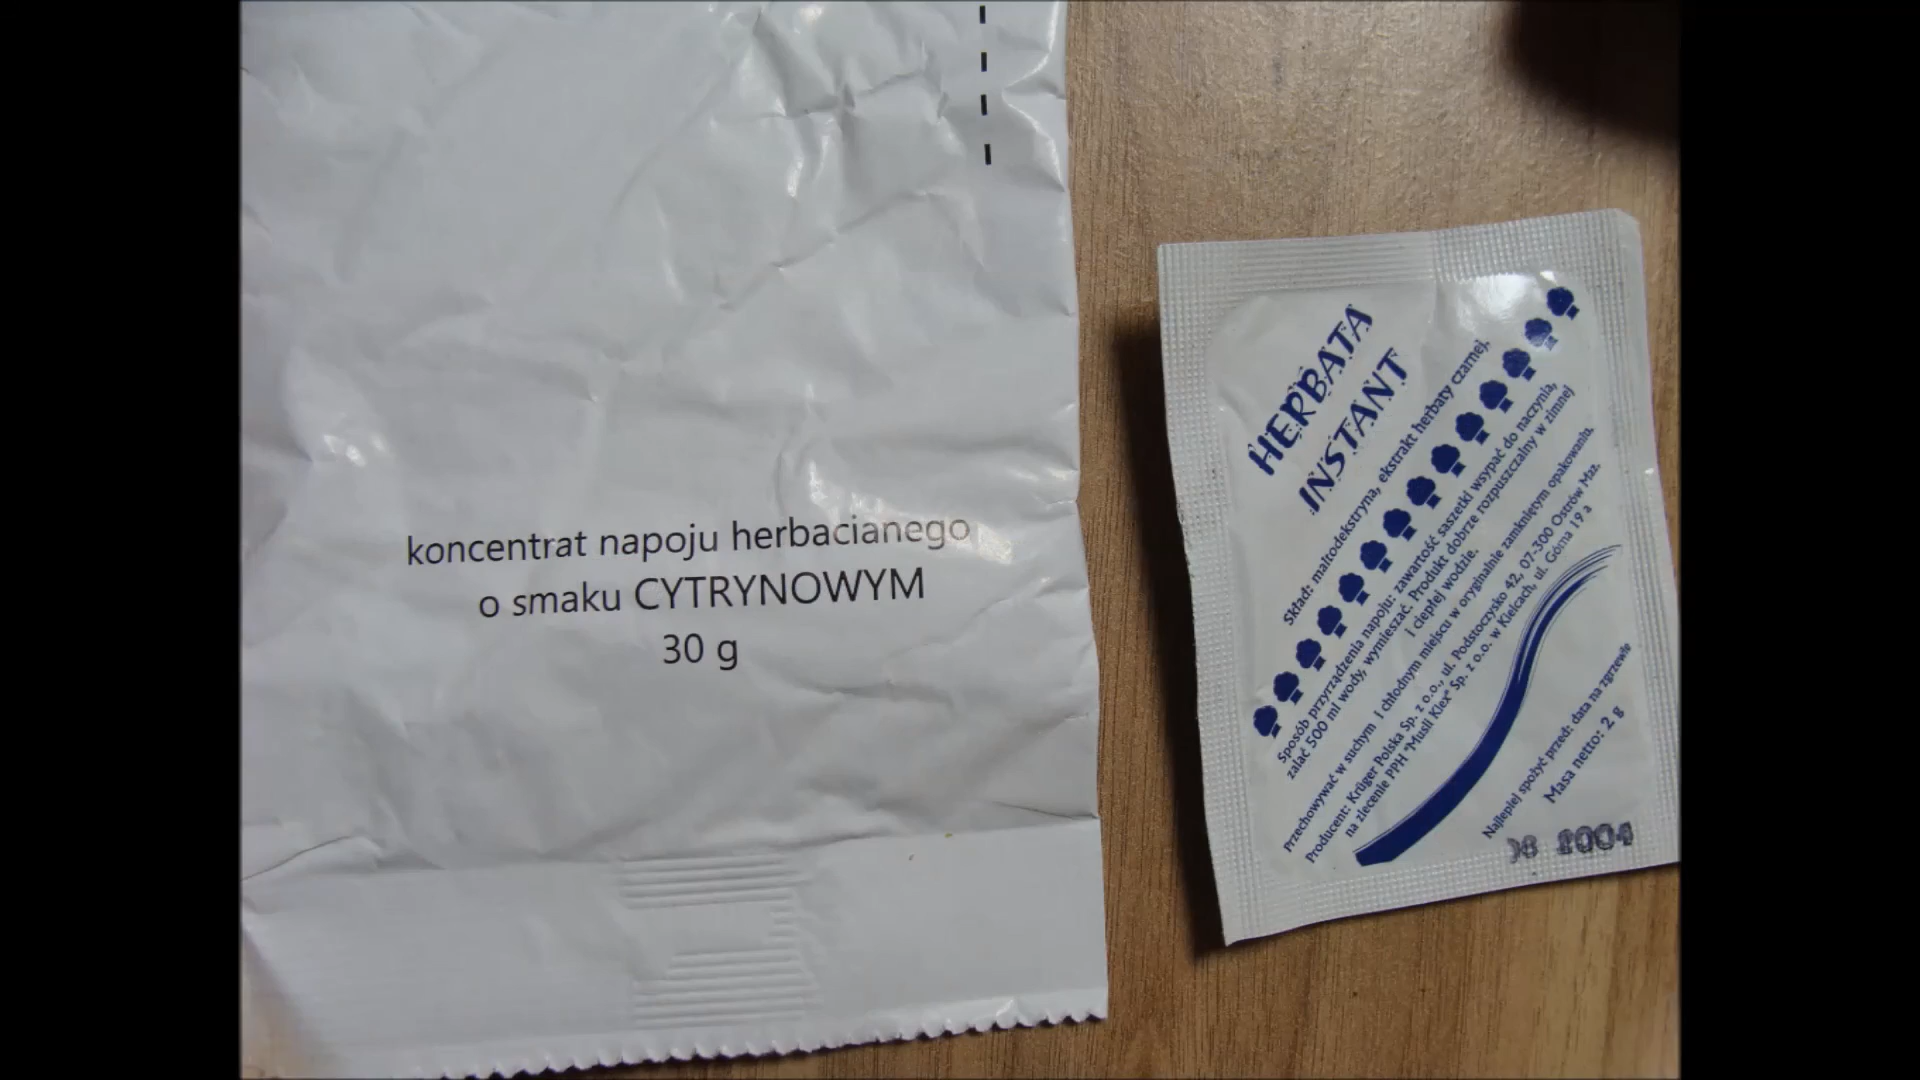 koncentrat napoju herbacianego
o smaku CYTRYNOWYM
30 g
HERBATA
INSTANT
Skład: maltodekstryna, ekstrakt herbaty czarnej.
Sposób przyrządzenia napoju: zawartość saszetki wsypać do naczynia,
zalać 500 ml wody, wymieszać. Produkt dobrze rozpuszczalny w zimnej
i ciepłej wodzie.
Przechowywać w suchym i chłodnym miejscu w oryginalnie zamkniętym opakowaniu.
Producent: Krüger Polska Sp. z o.o., ul. Podstoczysko 42, 07-300 Ostrów Maz.
na zlecenie PPH "Musli Klex" Sp. z o.o. w Kielcach, ul. Górna 19 a
Najlepiej spożyć przed: data na zgrzewie
Masa netto: 2 g
2004